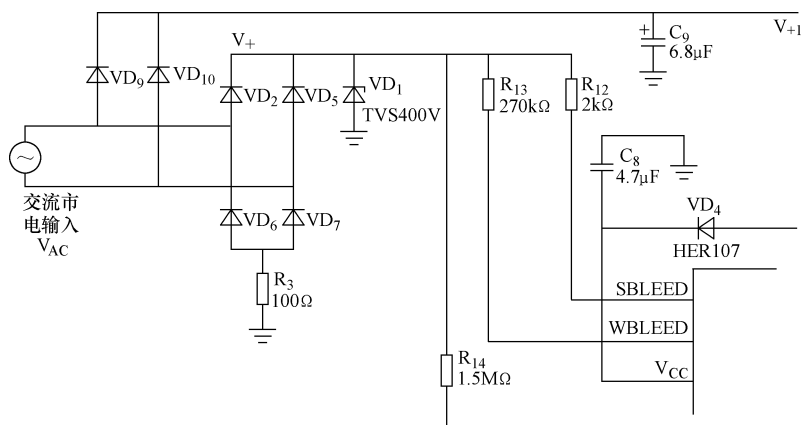 V+1
C9
6.8μF
V+
VD9
VD10
VD2
VD5
VD1
TVS400V
R13
270kΩ
R12
2kΩ
C8
4.7μF
交流市
电输入
VAC
VD6
VD7
VD4
HER107
R3
100Ω
SBLEED
WBLEED
R14
1.5MΩ
VCC